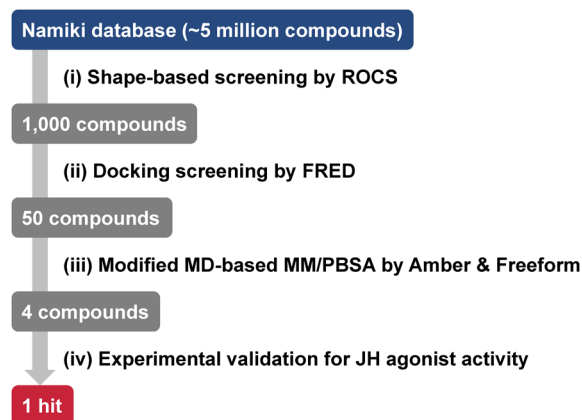 Namiki database (~5 million compounds)
(i) Shape-based screening by ROCS
1,000 compounds
(ii) Docking screening by FRED
50 compounds
(iii) Modified MD-based MM/PBSA by Amber & Freeform
4 compounds
(iv) Experimental validation for JH agonist activity
1 hit